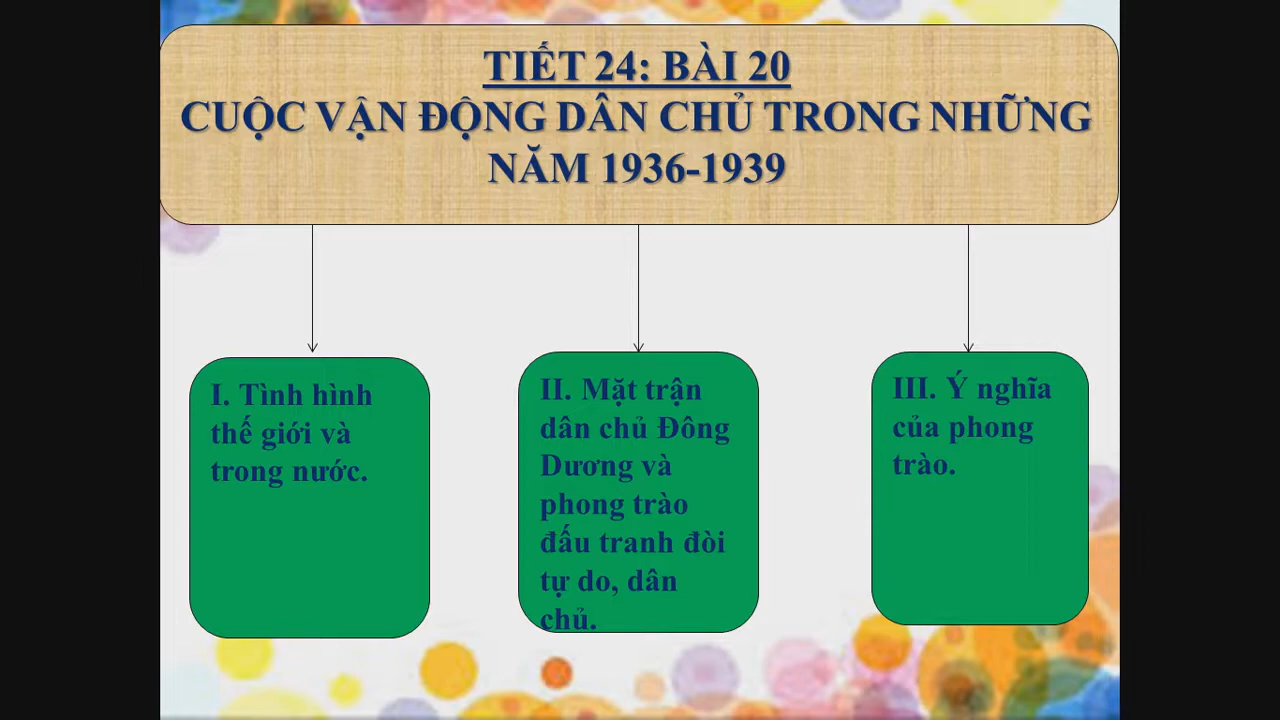 TIẾT 24: BÀI 20
CUỘC VẬN ĐỘNG DÂN CHỦ TRONG NHỮNG
NĂM 1936-1939
I. Tình hình
thế giới và
trong nước.
II. Mặt trận
dân chủ Đông
Dương và
phong trào
đấu tranh đòi
tự do, dân
chủ.
III. Ý nghĩa
của phong
trào.